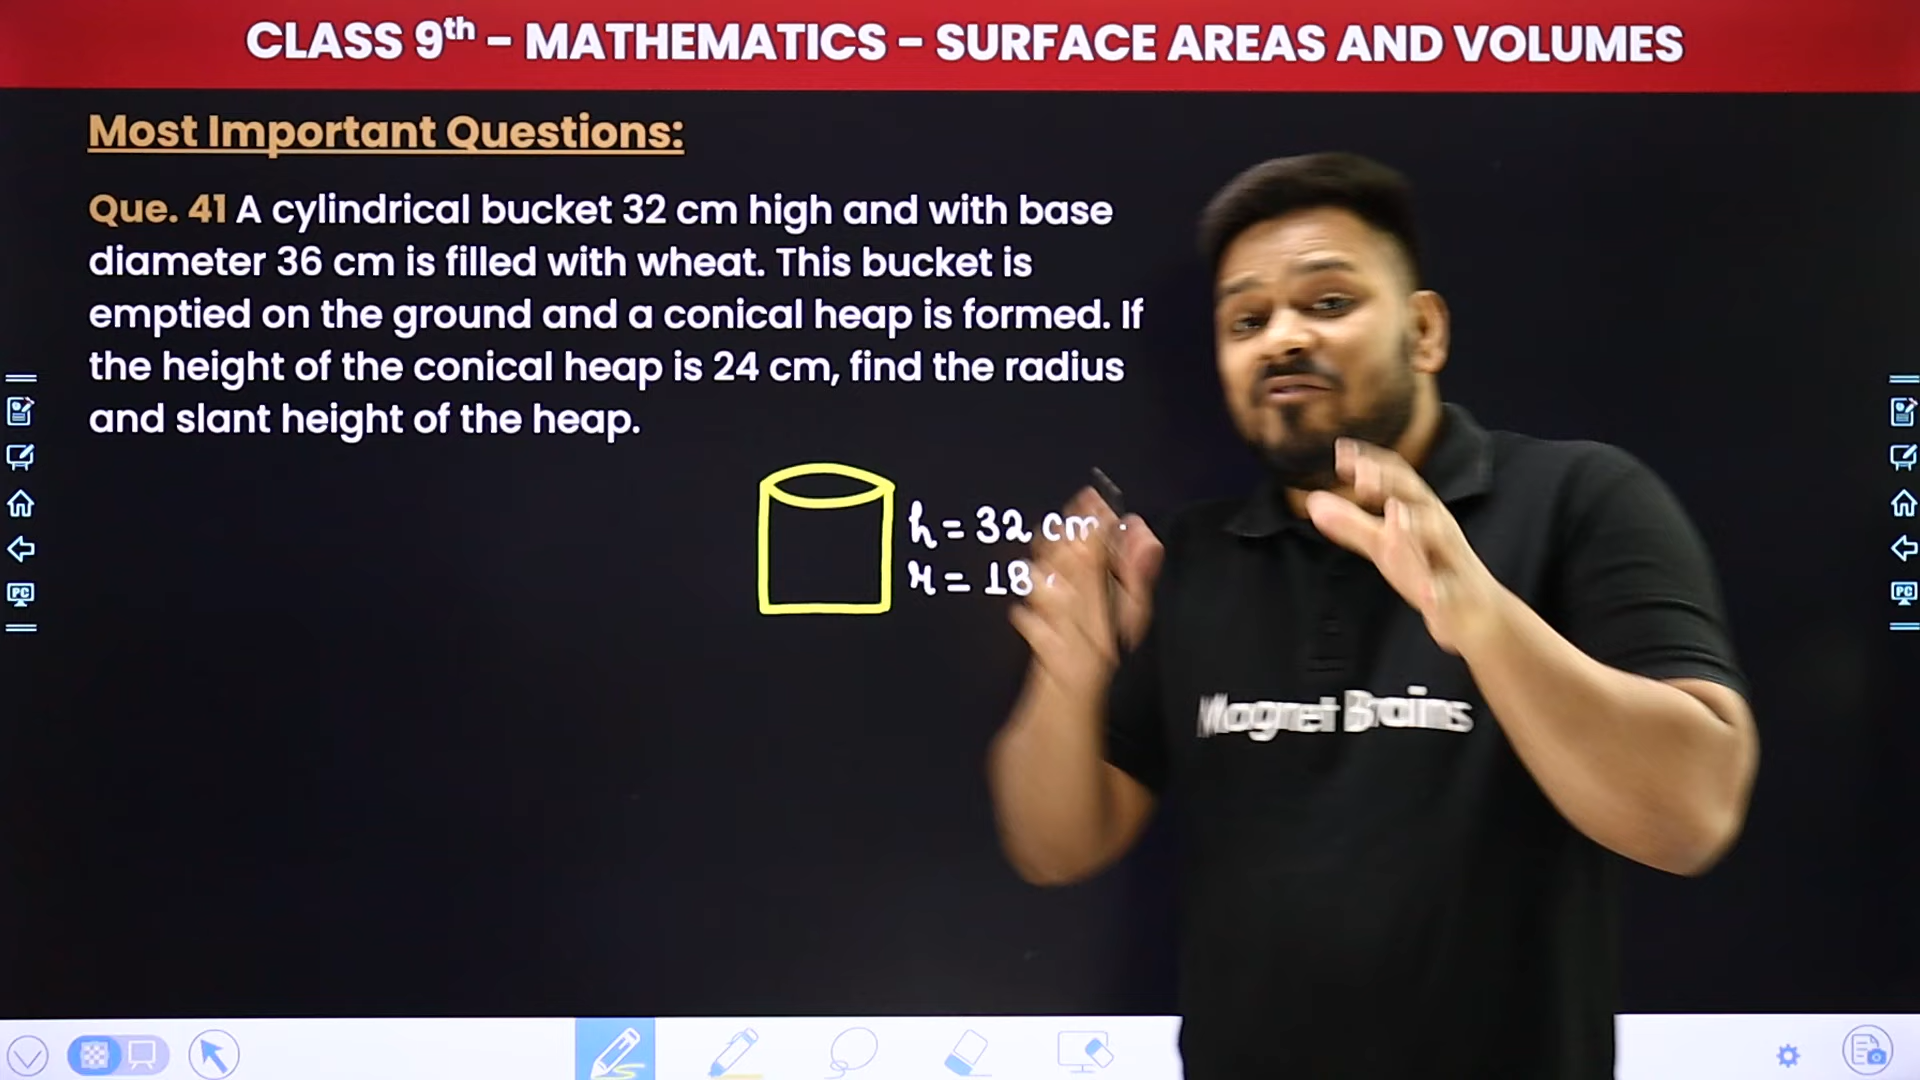 CLASS 9th - MATHEMATICS - SURFACE AREAS AND VOLUMES
Most Important Questions:
Que. 41 A cylindrical bucket 32 cm high and with base
diameter 36 cm is filled with wheat. This bucket is
emptied on the ground and a conical heap is formed. If
the height of the conical heap is 24 cm, find the radius
and slant height of the heap.
h = 32 cm
r = 18
Magnet Brains
PC
PC